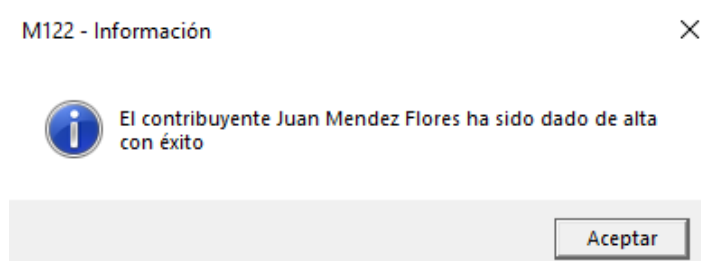 M122 - Información
El contribuyente Juan Mendez Flores ha sido dado de alta
con éxito
Aceptar